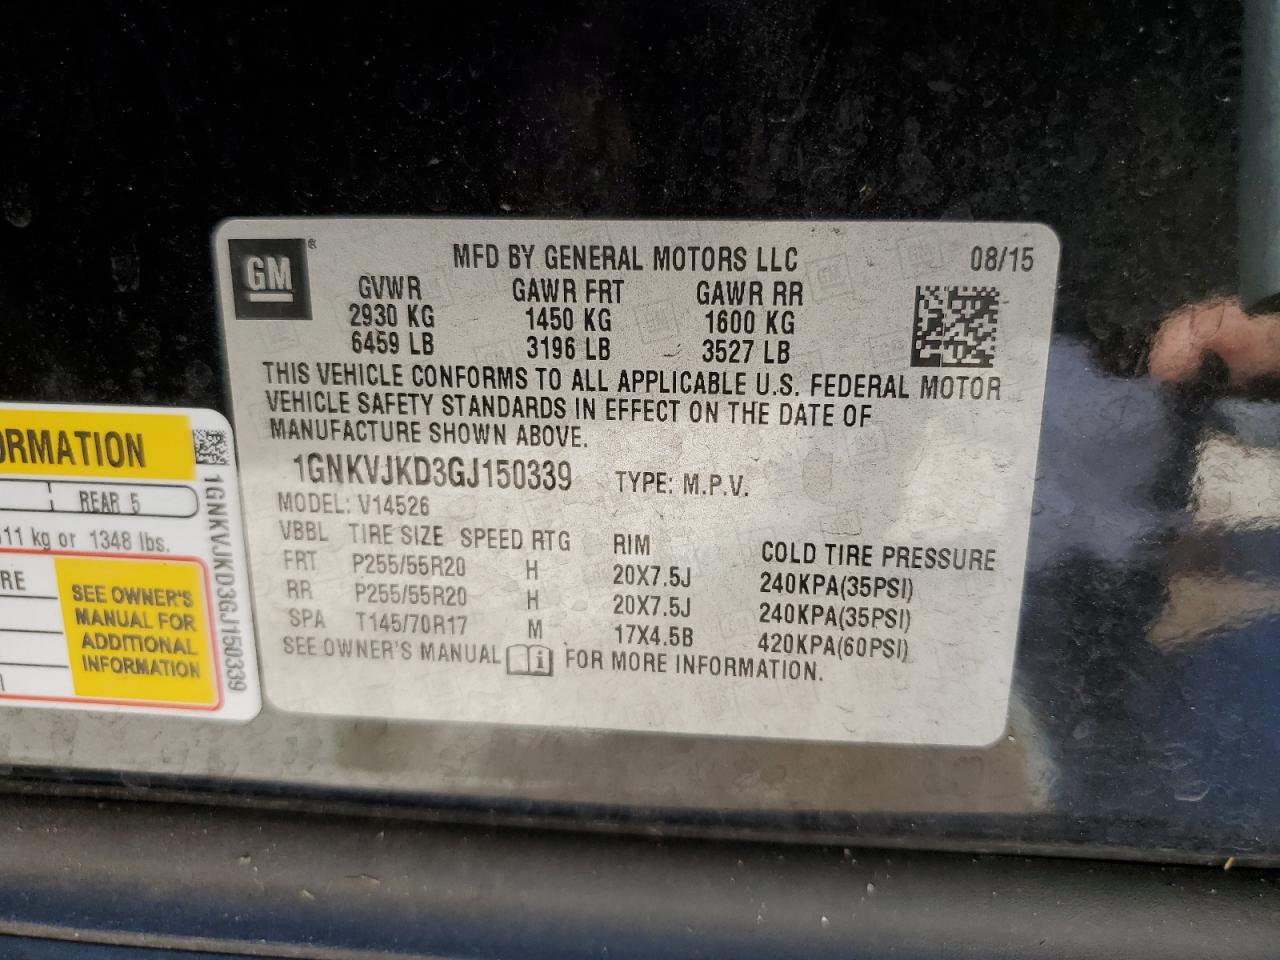 GM ®
MFD BY GENERAL MOTORS LLC 08/15
GVWR GAWR FRT GAWR RR
2930 KG 1450 KG 1600 KG
6459 LB 3196 LB 3527 LB
THIS VEHICLE CONFORMS TO ALL APPLICABLE U.S. FEDERAL MOTOR
VEHICLE SAFETY STANDARDS IN EFFECT ON THE DATE OF
MANUFACTURE SHOWN ABOVE.
1GNKVJKD3GJ150339 TYPE: M.P.V.
MODEL: V14526
VBBL TIRE SIZE SPEED RTG RIM COLD TIRE PRESSURE
FRT P255/55R20 H 20X7.5J 240KPA(35PSI)
RR P255/55R20 H 20X7.5J 240KPA(35PSI)
SPA T145/70R17 M 17X4.5B 420KPA(60PSI)
SEE OWNER'S MANUAL FOR MORE INFORMATION.
ORMATION
REAR 5
11 kg or 1348 lbs.
RE
SEE OWNER'S
MANUAL FOR
ADDITIONAL
INFORMATION
1GNKVJKD3GJ150339